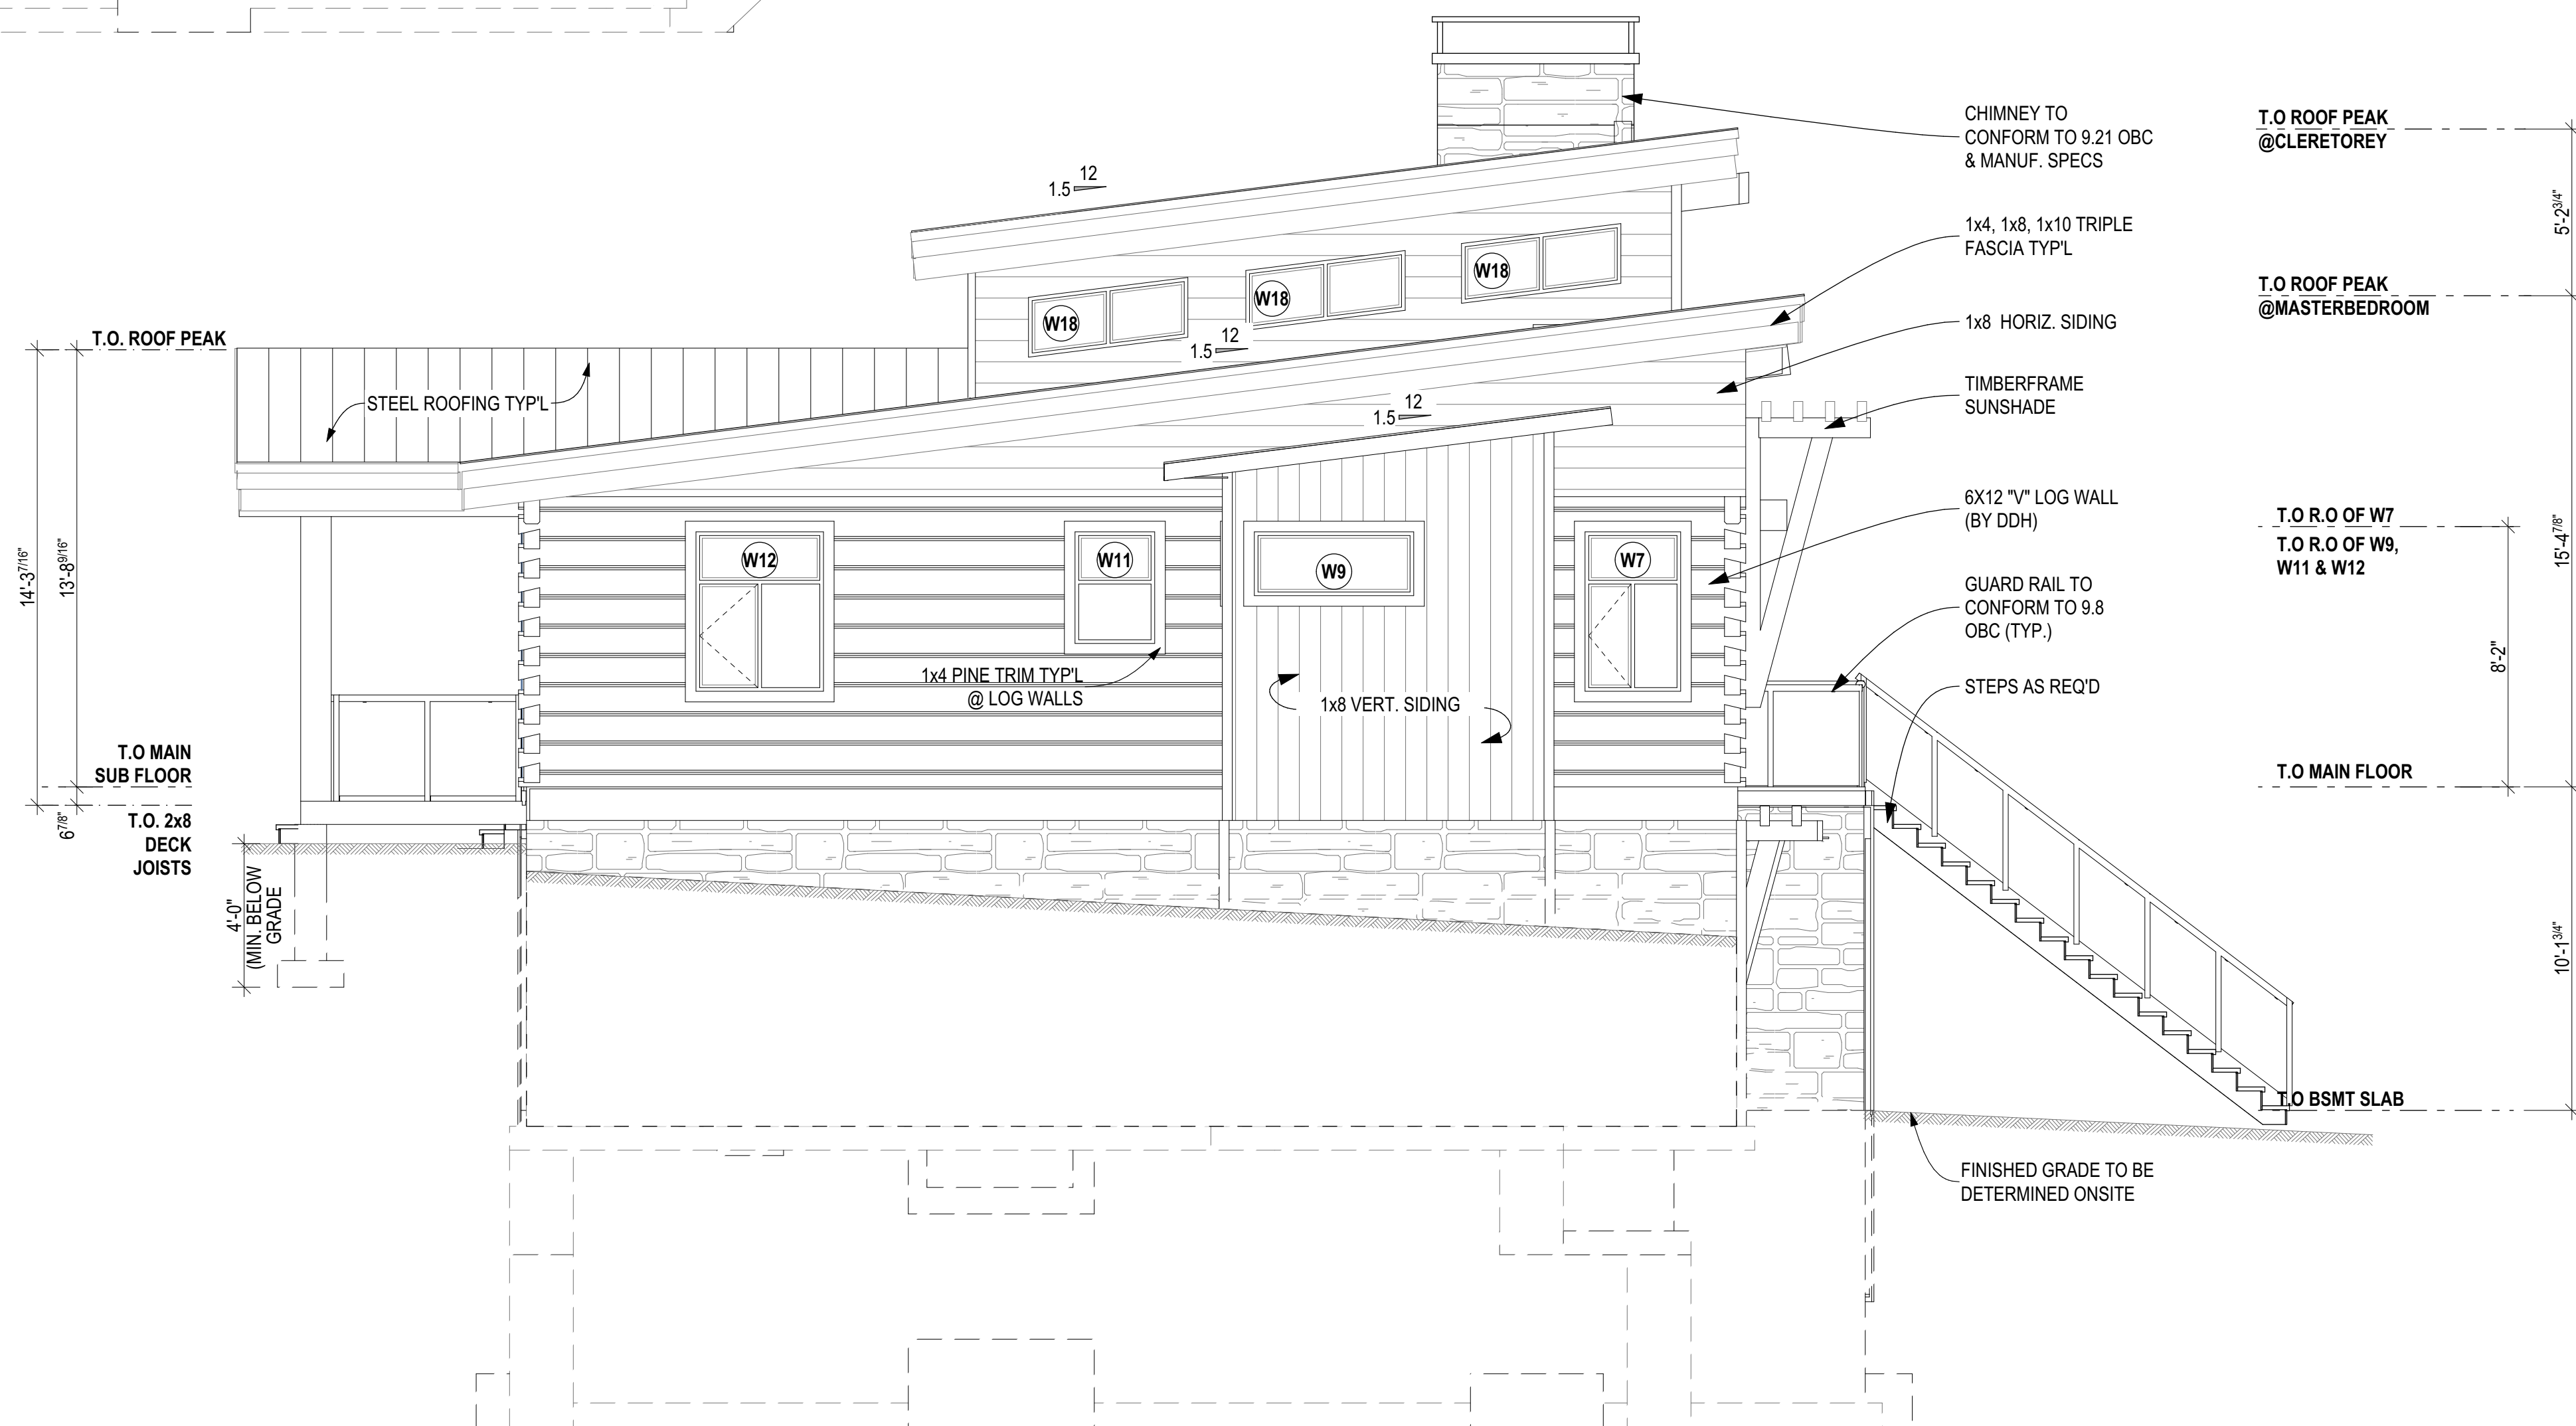 CHIMNEY TO
CONFORM TO 9.21 OBC
& MANUF. SPECS
T.O ROOF PEAK
@CLERETOREY
12
1.5
5'-2 3/4"
1x4, 1x8, 1x10 TRIPLE
FASCIA TYP'L
W18
W18
W18
T.O ROOF PEAK
@MASTERBEDROOM
1x8 HORIZ. SIDING
T.O. ROOF PEAK
12
1.5
STEEL ROOFING TYP'L
TIMBERFRAME
SUNSHADE
12
1.5
6X12 "V" LOG WALL
(BY DDH)
T.O R.O OF W7
T.O R.O OF W9,
W11 & W12
15'-4 7/8"
W12
W11
W9
W7
14'-3 7/16"
13'-8 9/16"
GUARD RAIL TO
CONFORM TO 9.8
OBC (TYP.)
8'-2"
1x4 PINE TRIM TYP'L
@ LOG WALLS
1x8 VERT. SIDING
STEPS AS REQ'D
T.O MAIN
SUB FLOOR
T.O MAIN FLOOR
6 7/8"
T.O. 2x8
DECK
JOISTS
4'-0"
(MIN. BELOW
GRADE
10'-1 3/4"
T.O BSMT SLAB
FINISHED GRADE TO BE
DETERMINED ONSITE